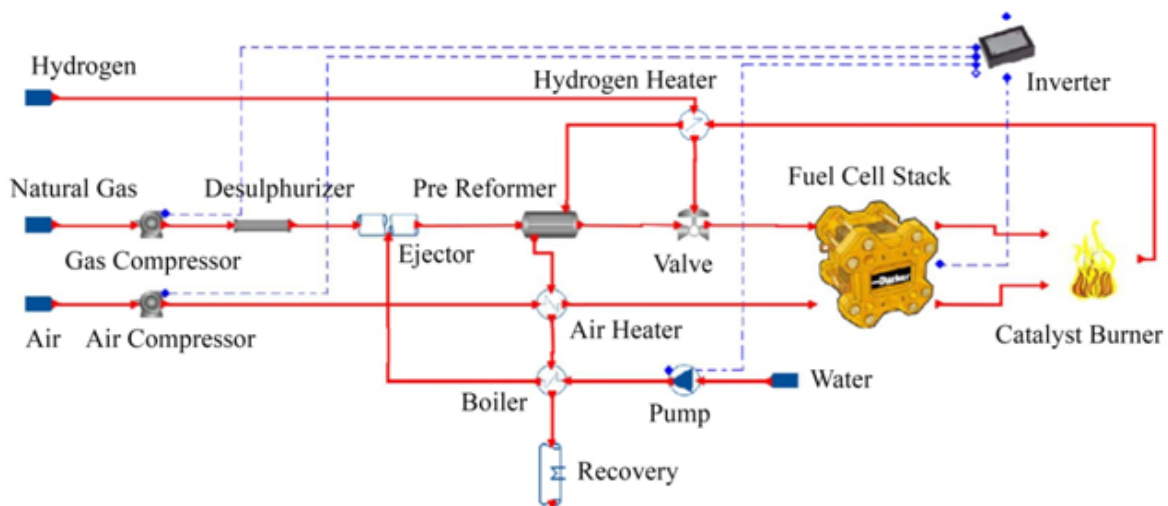 Hydrogen
Hydrogen Heater
Inverter
Natural Gas
Desulphurizer
Pre Reformer
Fuel Cell Stack
Gas Compressor
Ejector
Valve
Parker
Air
Air Compressor
Air Heater
Catalyst Burner
Boiler
Pump
Water
Recovery